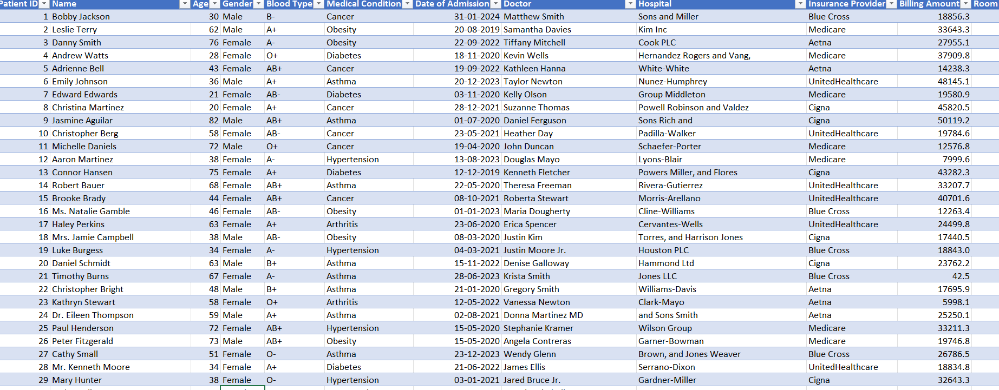 Patient ID Name Age Gender Blood Type Medical Condition Date of Admission Doctor Hospital Insurance Provider Billing Amount Room
1 Bobby Jackson 30 Male B- Cancer 31-01-2024 Matthew Smith Sons and Miller Blue Cross 18856.3
2 Leslie Terry 62 Male A+ Obesity 20-08-2019 Samantha Davies Kim Inc Medicare 33643.3
3 Danny Smith 76 Female A- Obesity 22-09-2022 Tiffany Mitchell Cook PLC Aetna 27955.1
4 Andrew Watts 28 Female O+ Diabetes 18-11-2020 Kevin Wells Hernandez Rogers and Vang, Medicare 37909.8
5 Adrienne Bell 43 Female AB+ Cancer 19-09-2022 Kathleen Hanna White-White Aetna 14238.3
6 Emily Johnson 36 Male A+ Asthma 20-12-2023 Taylor Newton Nunez-Humphrey UnitedHealthcare 48145.1
7 Edward Edwards 21 Female AB- Diabetes 03-11-2020 Kelly Olson Group Middleton Medicare 19580.9
8 Christina Martinez 20 Female A+ Cancer 28-12-2021 Suzanne Thomas Powell Robinson and Valdez Cigna 45820.5
9 Jasmine Aguilar 82 Male AB+ Asthma 01-07-2020 Daniel Ferguson Sons Rich and Cigna 50119.2
10 Christopher Berg 58 Female AB- Cancer 23-05-2021 Heather Day Padilla-Walker UnitedHealthcare 19784.6
11 Michelle Daniels 72 Male O+ Cancer 19-04-2020 John Duncan Schaefer-Porter Medicare 12576.8
12 Aaron Martinez 38 Female A- Hypertension 13-08-2023 Douglas Mayo Lyons-Blair Medicare 7999.6
13 Connor Hansen 75 Female A+ Diabetes 12-12-2019 Kenneth Fletcher Powers Miller, and Flores Cigna 43282.3
14 Robert Bauer 68 Female AB+ Asthma 22-05-2020 Theresa Freeman Rivera-Gutierrez UnitedHealthcare 33207.7
15 Brooke Brady 44 Female AB+ Cancer 08-10-2021 Roberta Stewart Morris-Arellano UnitedHealthcare 40701.6
16 Ms. Natalie Gamble 46 Female AB- Obesity 01-01-2023 Maria Dougherty Cline-Williams Blue Cross 12263.4
17 Haley Perkins 63 Female A+ Arthritis 23-06-2020 Erica Spencer Cervantes-Wells UnitedHealthcare 24499.8
18 Mrs. Jamie Campbell 38 Male AB- Obesity 08-03-2020 Justin Kim Torres, and Harrison Jones Cigna 17440.5
19 Luke Burgess 34 Female A- Hypertension 04-03-2021 Justin Moore Jr. Houston PLC Blue Cross 18843.0
20 Daniel Schmidt 63 Male B+ Asthma 15-11-2022 Denise Galloway Hammond Ltd Cigna 23762.2
21 Timothy Burns 67 Female A- Asthma 28-06-2023 Krista Smith Jones LLC Blue Cross 42.5
22 Christopher Bright 48 Male B+ Asthma 21-01-2020 Gregory Smith Williams-Davis Aetna 17695.9
23 Kathryn Stewart 58 Female O+ Arthritis 12-05-2022 Vanessa Newton Clark-Mayo Aetna 5998.1
24 Dr. Eileen Thompson 59 Male A+ Asthma 02-08-2021 Donna Martinez MD and Sons Smith Aetna 25250.1
25 Paul Henderson 72 Female AB+ Hypertension 15-05-2020 Stephanie Kramer Wilson Group Medicare 33211.3
26 Peter Fitzgerald 73 Male AB+ Obesity 15-05-2020 Angela Contreras Garner-Bowman Medicare 19746.8
27 Cathy Small 51 Female O- Asthma 23-12-2023 Wendy Glenn Brown, and Jones Weaver Blue Cross 26786.5
28 Mr. Kenneth Moore 34 Female A+ Diabetes 21-06-2022 James Ellis Serrano-Dixon UnitedHealthcare 18834.8
29 Mary Hunter 38 Female O- Hypertension 03-01-2021 Jared Bruce Jr. Gardner-Miller Cigna 32643.3